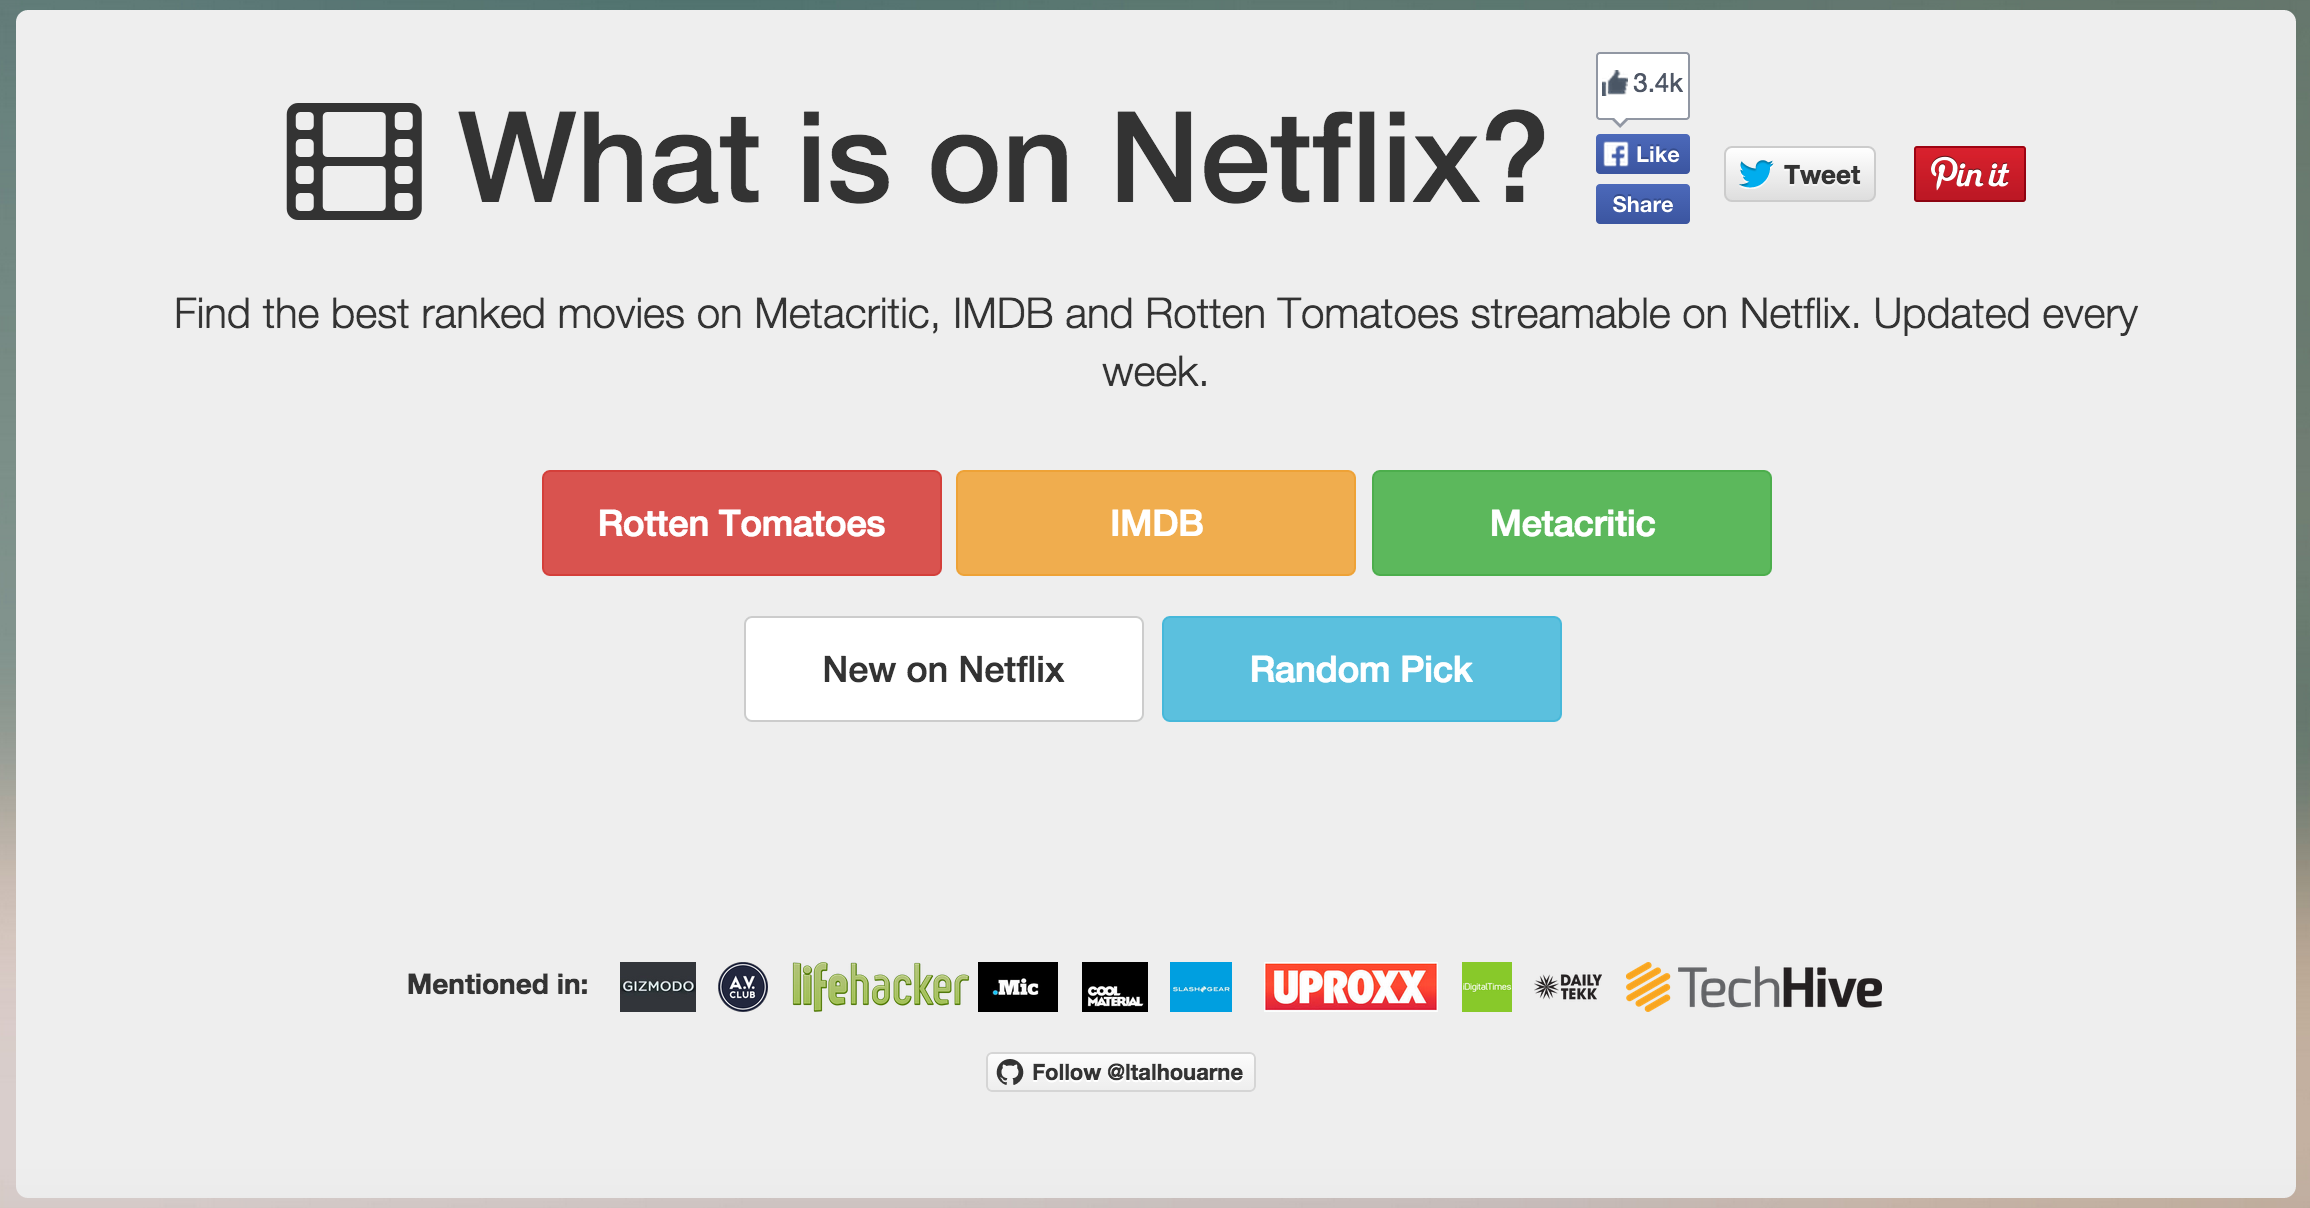 What is on Netflix?
3.4k
Like
Share
Tweet
Pin it
Find the best ranked movies on Metacritic, IMDB and Rotten Tomatoes streamable on Netflix. Updated every
week.
Rotten Tomatoes
IMDB
Metacritic
New on Netflix
Random Pick
Mentioned in:
GIZMODO
A.V.
CLUB
lifehacker
.Mic
COOL
MATERIAL
SLASHGEAR
UPROXX
iDigitalTimes
DAILY
TEKK
TechHive
Follow @ltalhouarne